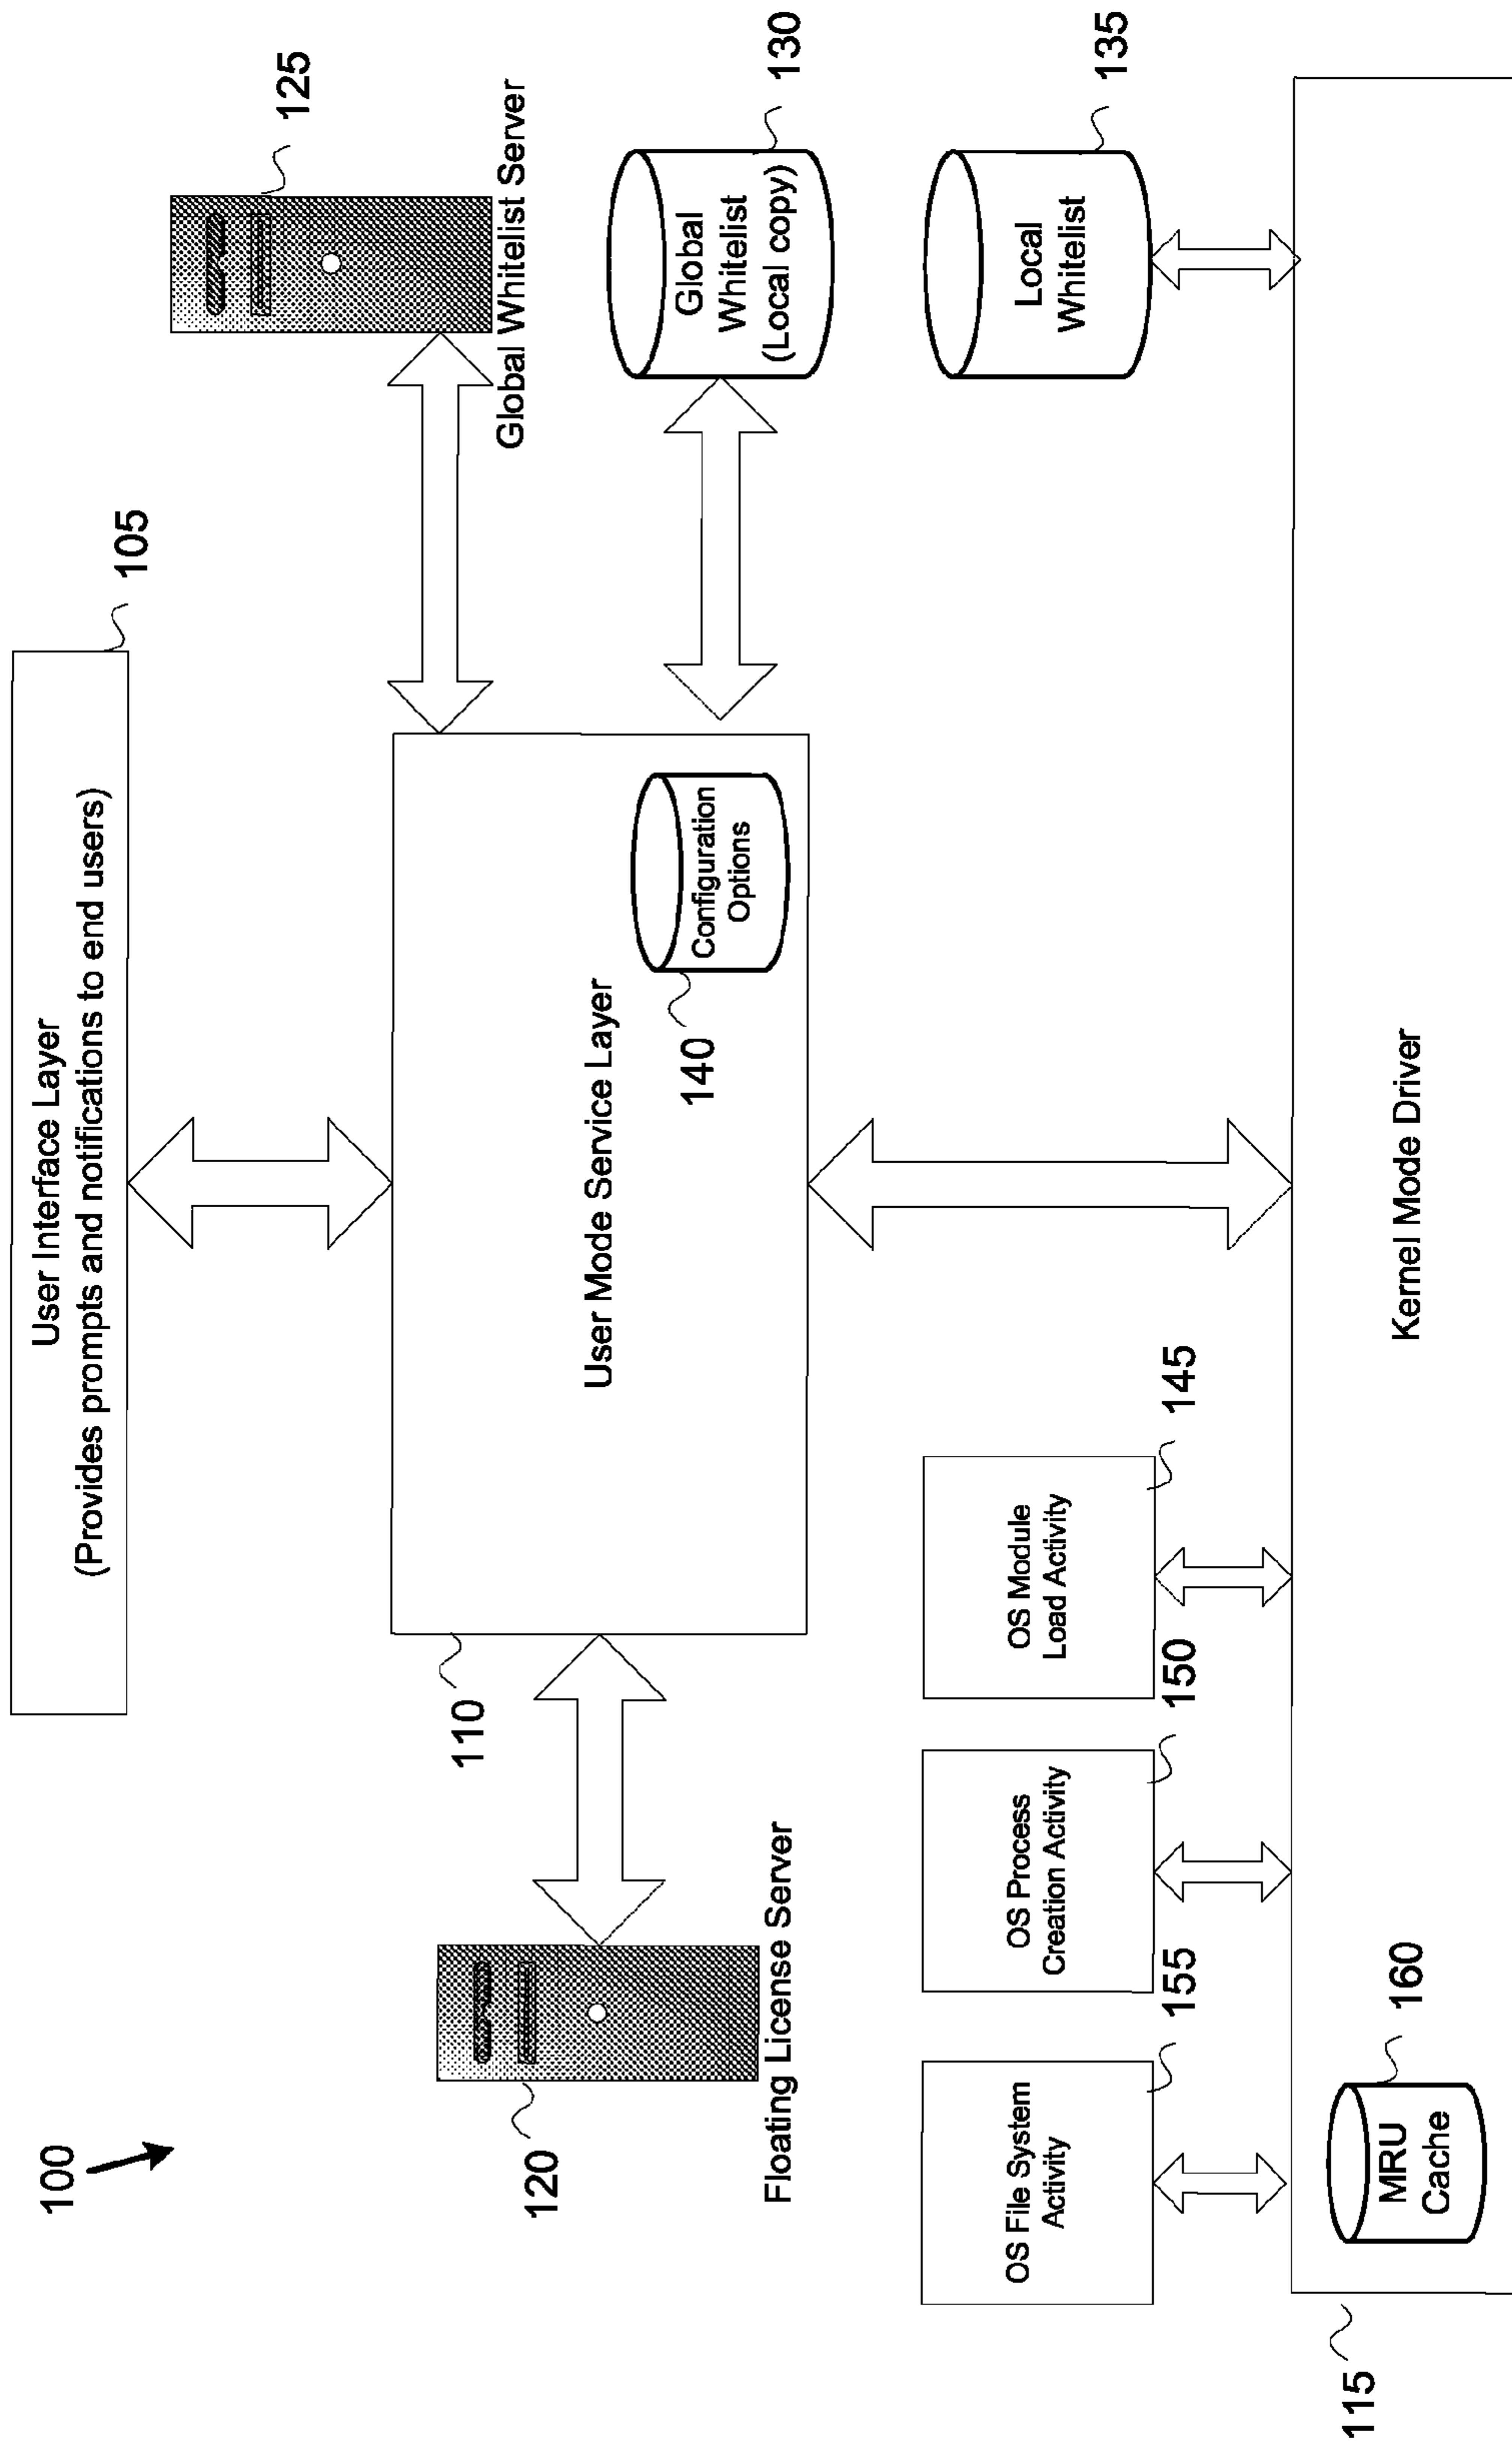 100
User Interface Layer
(Provides prompts and notifications to end users)
105
125
Global Whitelist Server
120
Floating License Server
110
User Mode Service Layer
140
Configuration
Options
Global
Whitelist
(Local copy)
130
OS File System
Activity
155
OS Process
Creation Activity
150
OS Module
Load Activity
145
Local
Whitelist
135
115
MRU
Cache
160
Kernel Mode Driver